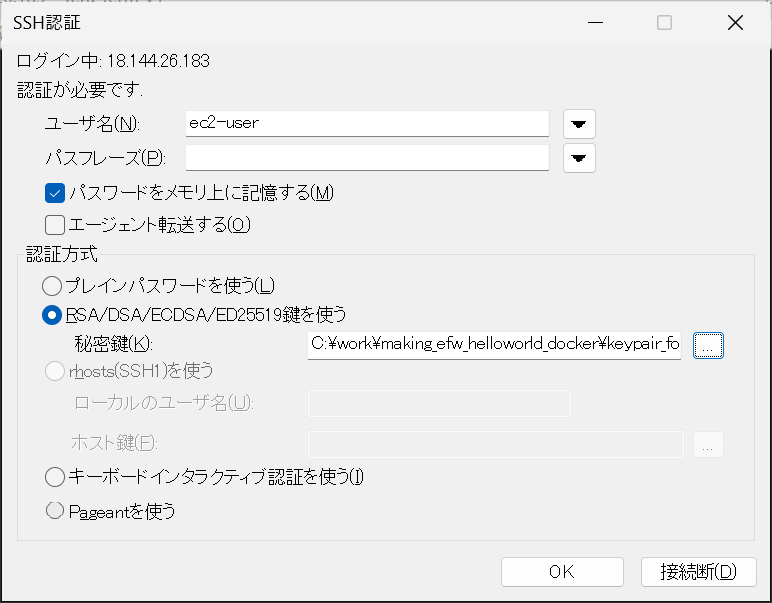 SSH認証
ログイン中: 18.144.26.183
認証が必要です.
ユーザ名(N): ec2-user
パスフレーズ(P):
パスワードをメモリ上に記憶する(M)
エージェント転送する(O)
認証方式
プレインパスワードを使う(L)
RSA/DSA/ECDSA/ED25519鍵を使う
秘密鍵(K): C:¥work¥making_efw_helloworld_docker¥keypair_fo ...
rhosts(SSH1)を使う
ローカルのユーザ名(U):
ホスト鍵(F): ...
キーボードインタラクティブ認証を使う(I)
Pageantを使う
OK 接続断(D)